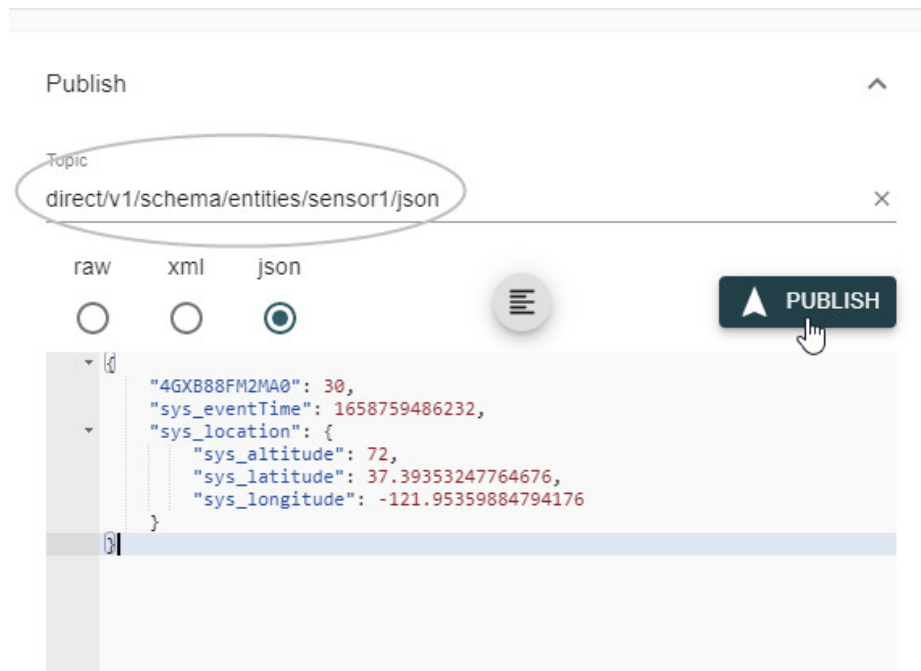 Publish
Topic
direct/v1/schema/entities/sensor1/json
raw xml json
PUBLISH
{
"4GXB88FM2MA0": 30,
"sys_eventTime": 1658759486232,
"sys_location": {
"sys_altitude": 72,
"sys_latitude": 37.39353247764676,
"sys_longitude": -121.95359884794176
}
}